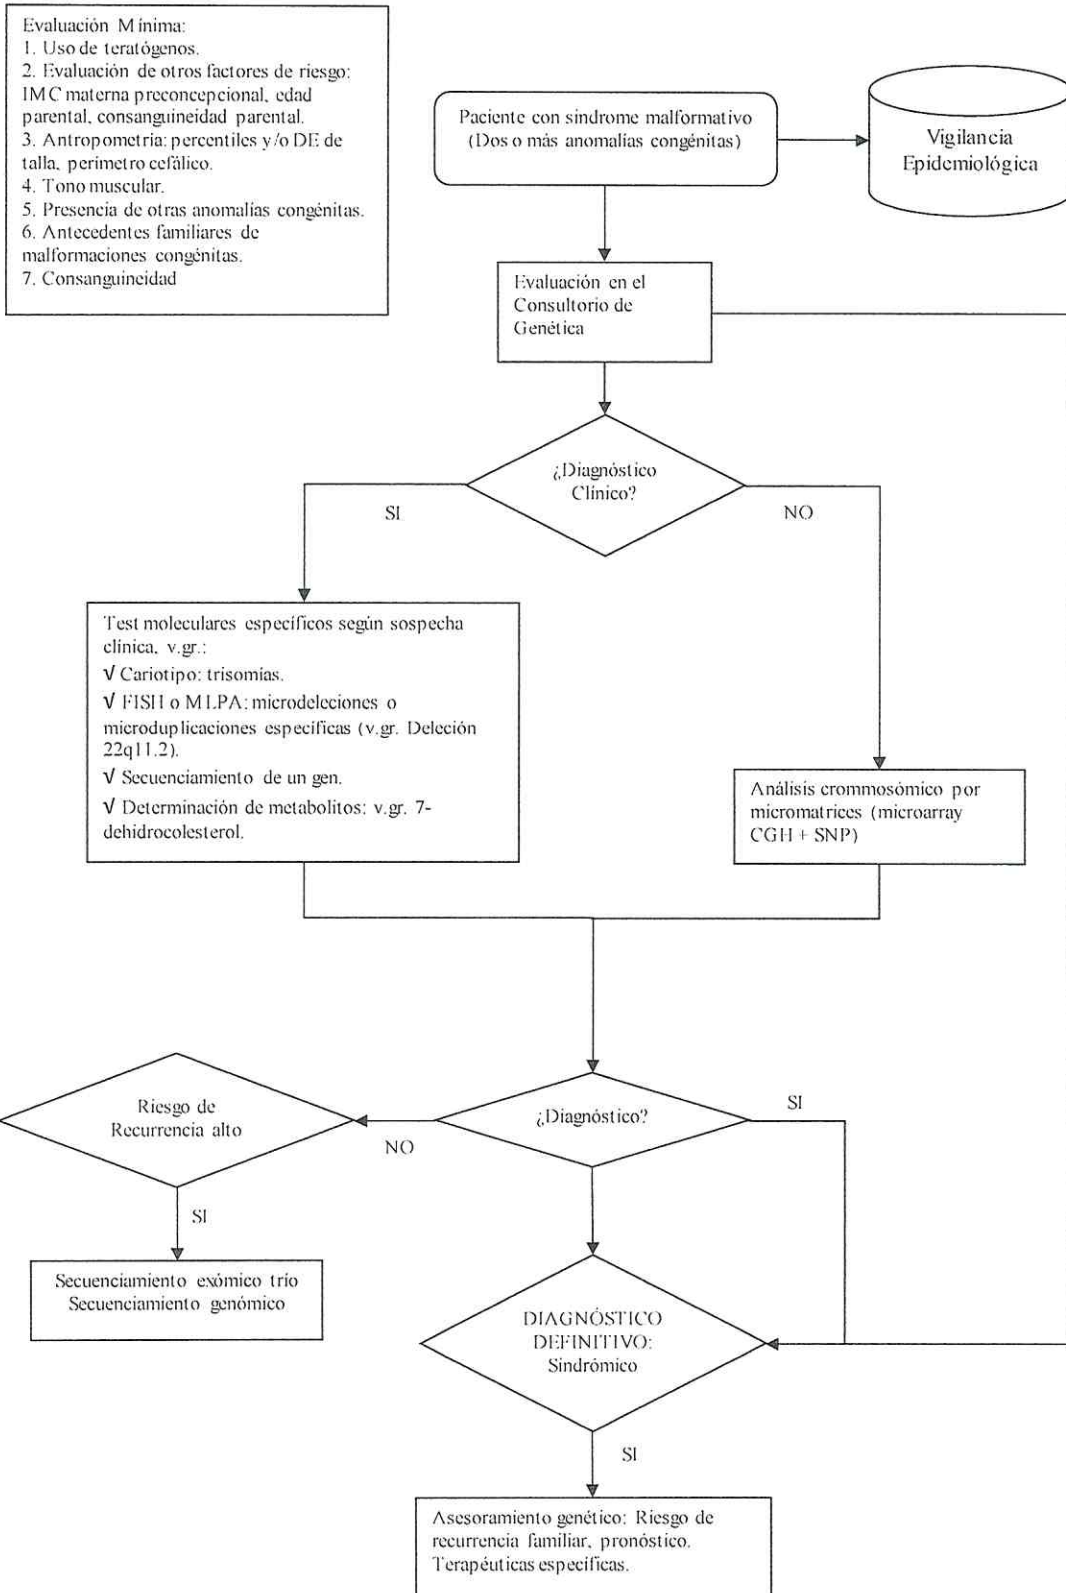 Evaluación Mínima:
1. Uso de teratógenos.
2. Evaluación de otros factores de riesgo:
IMC materna preconcepcional, edad
parental, consanguineidad parental.
3. Antropometría: percentiles y/o DE de
talla, perímetro cefálico.
4. Tono muscular.
5. Presencia de otras anomalías congénitas.
6. Antecedentes familiares de
malformaciones congénitas.
7. Consanguineidad
Paciente con síndrome malformativo
(Dos o más anomalías congénitas)
Vigilancia
Epidemiológica
Evaluación en el
Consultorio de
Genética
¿Diagnóstico
Clínico?
SI
NO
Test moleculares específicos según sospecha
clínica, v.gr.:
√ Cariotipo: trisomías.
√ FISH o MLPA: microdeleciones o
microduplicaciones específicas (v.gr. Deleción
22q11.2).
√ Secuenciamiento de un gen.
√ Determinación de metabolitos: v.gr. 7-
dehidrocolesterol.
Análisis crommosómico por
micromatrices (microarray
CGH + SNP)
¿Diagnóstico?
SI
NO
Riesgo de
Recurrencia alto
SI
Secuenciamiento exómico trío
Secuenciamiento genómico
DIAGNÓSTICO
DEFINITIVO:
Sindrómico
SI
Asesoramiento genético: Riesgo de
recurrencia familiar, pronóstico.
Terapéuticas específicas.